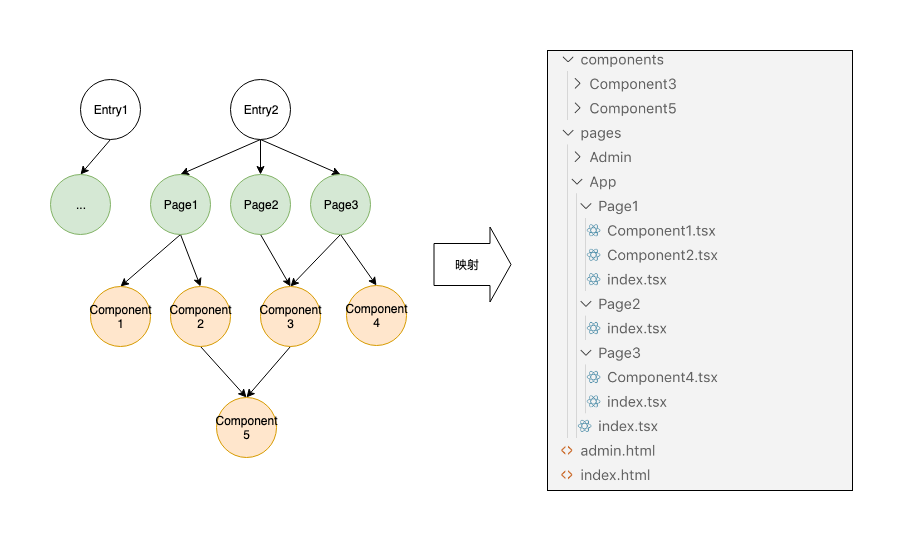 Entry1
Entry2
...
Page1
Page2
Page3
Component
1
Component
2
Component
3
Component
4
Component
5
映射
components
Component3
Component5
pages
Admin
App
Page1
Component1.tsx
Component2.tsx
index.tsx
Page2
index.tsx
Page3
Component4.tsx
index.tsx
index.tsx
admin.html
index.html